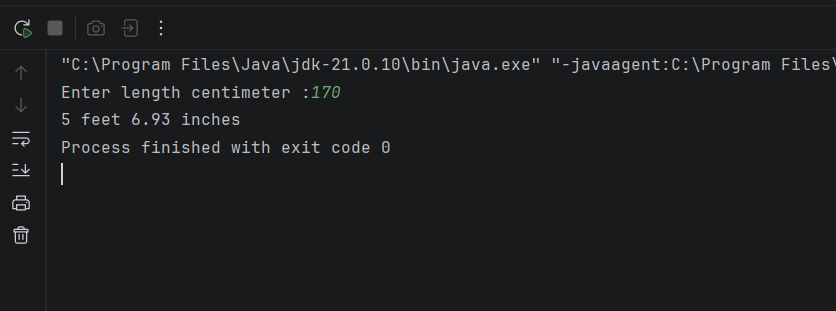 "C:\Program Files\Java\jdk-21.0.10\bin\java.exe" "-javaagent:C:\Program Files\
Enter length centimeter :170
5 feet 6.93 inches
Process finished with exit code 0